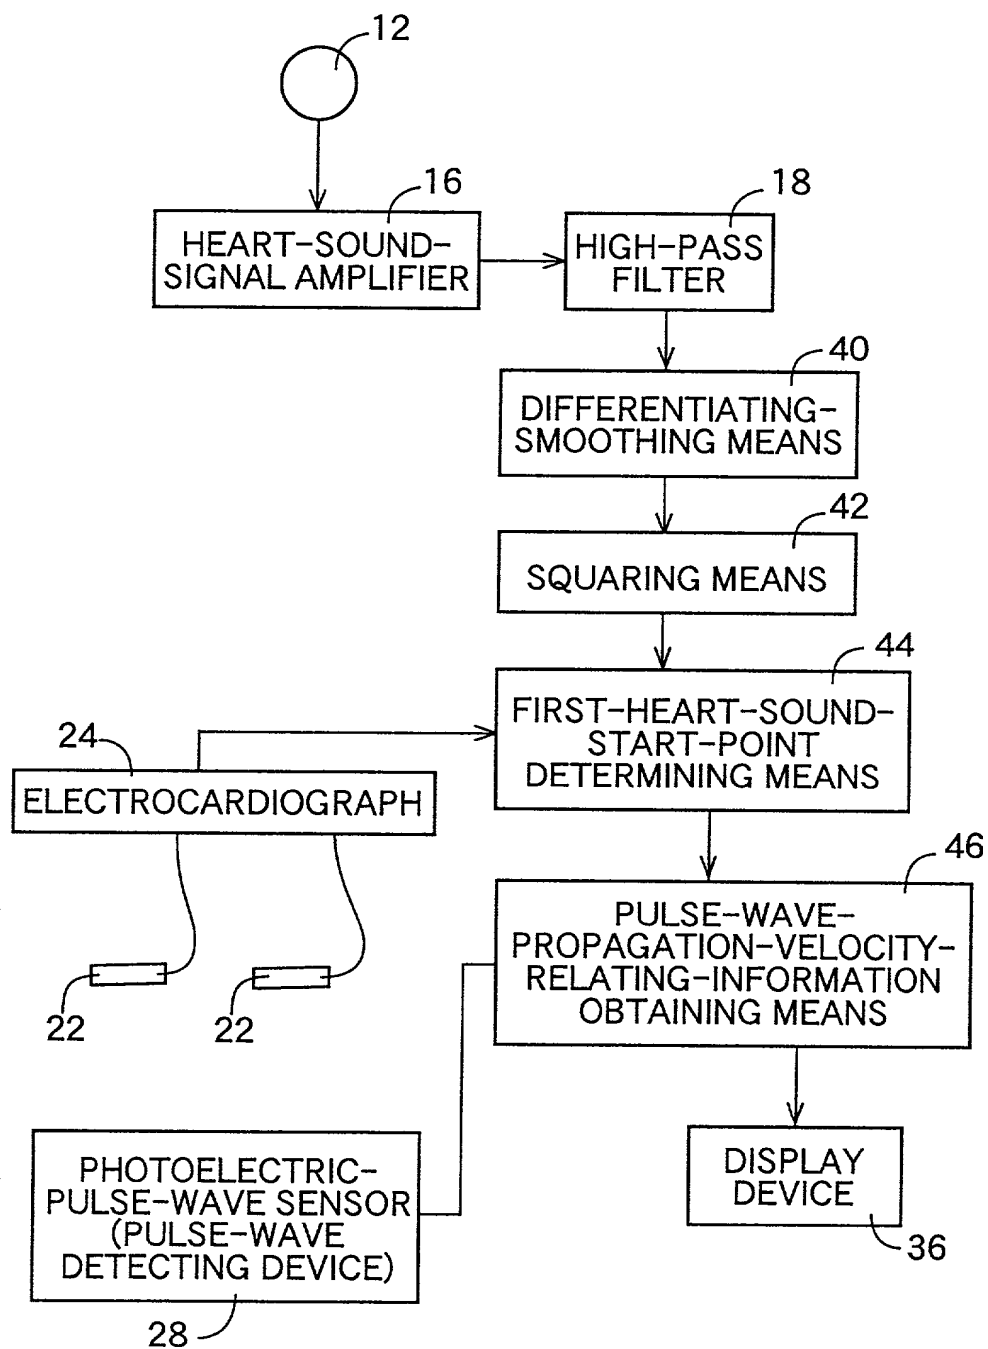 12
16
18
HEART-SOUND-
SIGNAL AMPLIFIER
HIGH-PASS
FILTER
40
DIFFERENTIATING-
SMOOTHING MEANS
42
SQUARING MEANS
44
FIRST-HEART-SOUND-
START-POINT
DETERMINING MEANS
24
ELECTROCARDIOGRAPH
22
22
46
PULSE-WAVE-
PROPAGATION-VELOCITY-
RELATING-INFORMATION
OBTAINING MEANS
PHOTOELECTRIC-
PULSE-WAVE SENSOR
(PULSE-WAVE
DETECTING DEVICE)
28
DISPLAY
DEVICE
36